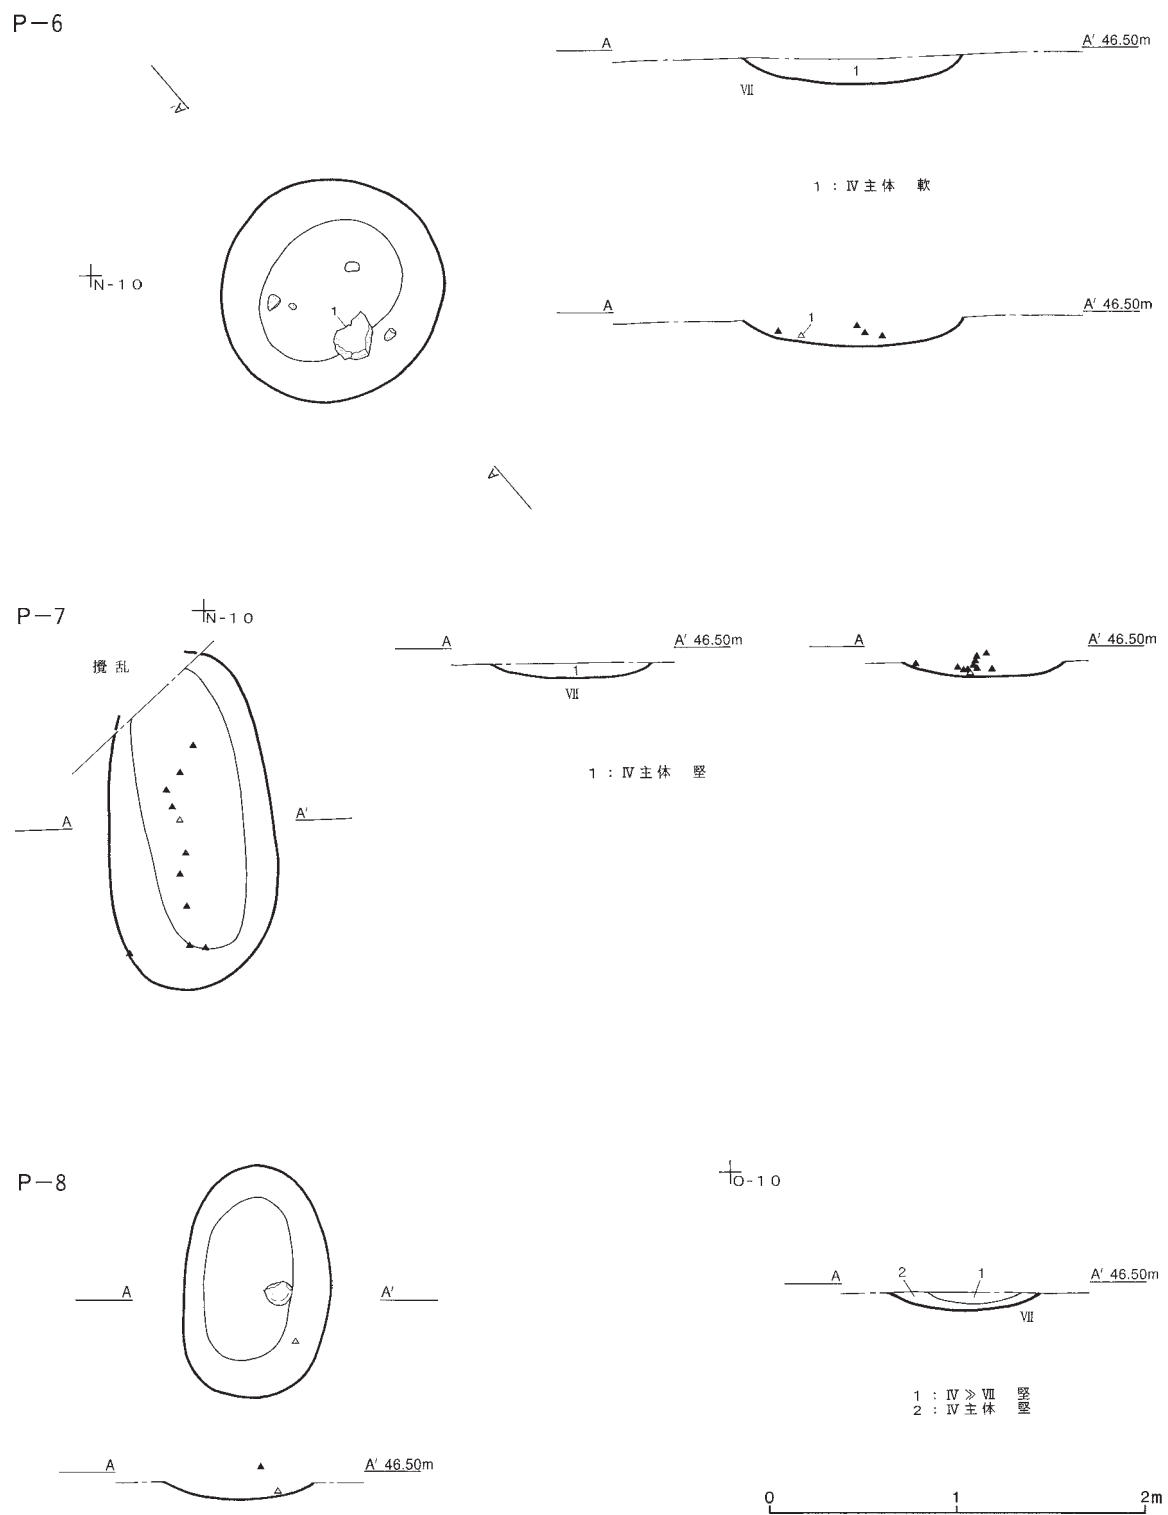 P－6
A
A′ 46.50m
1
Ⅶ
A
1 : Ⅳ主体 軟
N-10
1
A
A′ 46.50m
1
A
P－7
N-10
攪乱
A
A′
A
A′ 46.50m
1
Ⅶ
A
A′ 46.50m
1 : Ⅳ主体 堅
P－8
A
A′
O-10
A
A′ 46.50m
2
1
Ⅶ
1 : Ⅳ≫Ⅶ 堅
2 : Ⅳ主体 堅
A
A′ 46.50m
0 1 2m